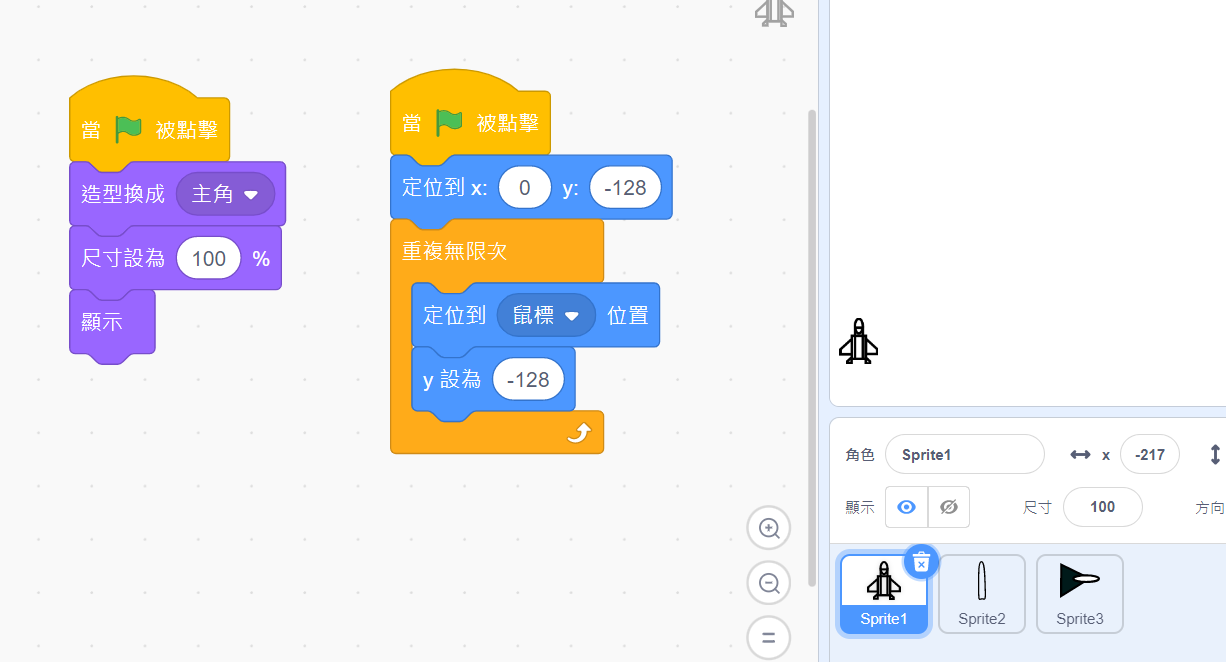 當 被點擊
造型換成 主角
尺寸設為 100 %
顯示
當 被點擊
定位到 x: 0 y: -128
重複無限次
定位到 鼠標 位置
y 設為 -128
角色 Sprite1 x -217
顯示 尺寸 100 方向
Sprite1 Sprite2 Sprite3